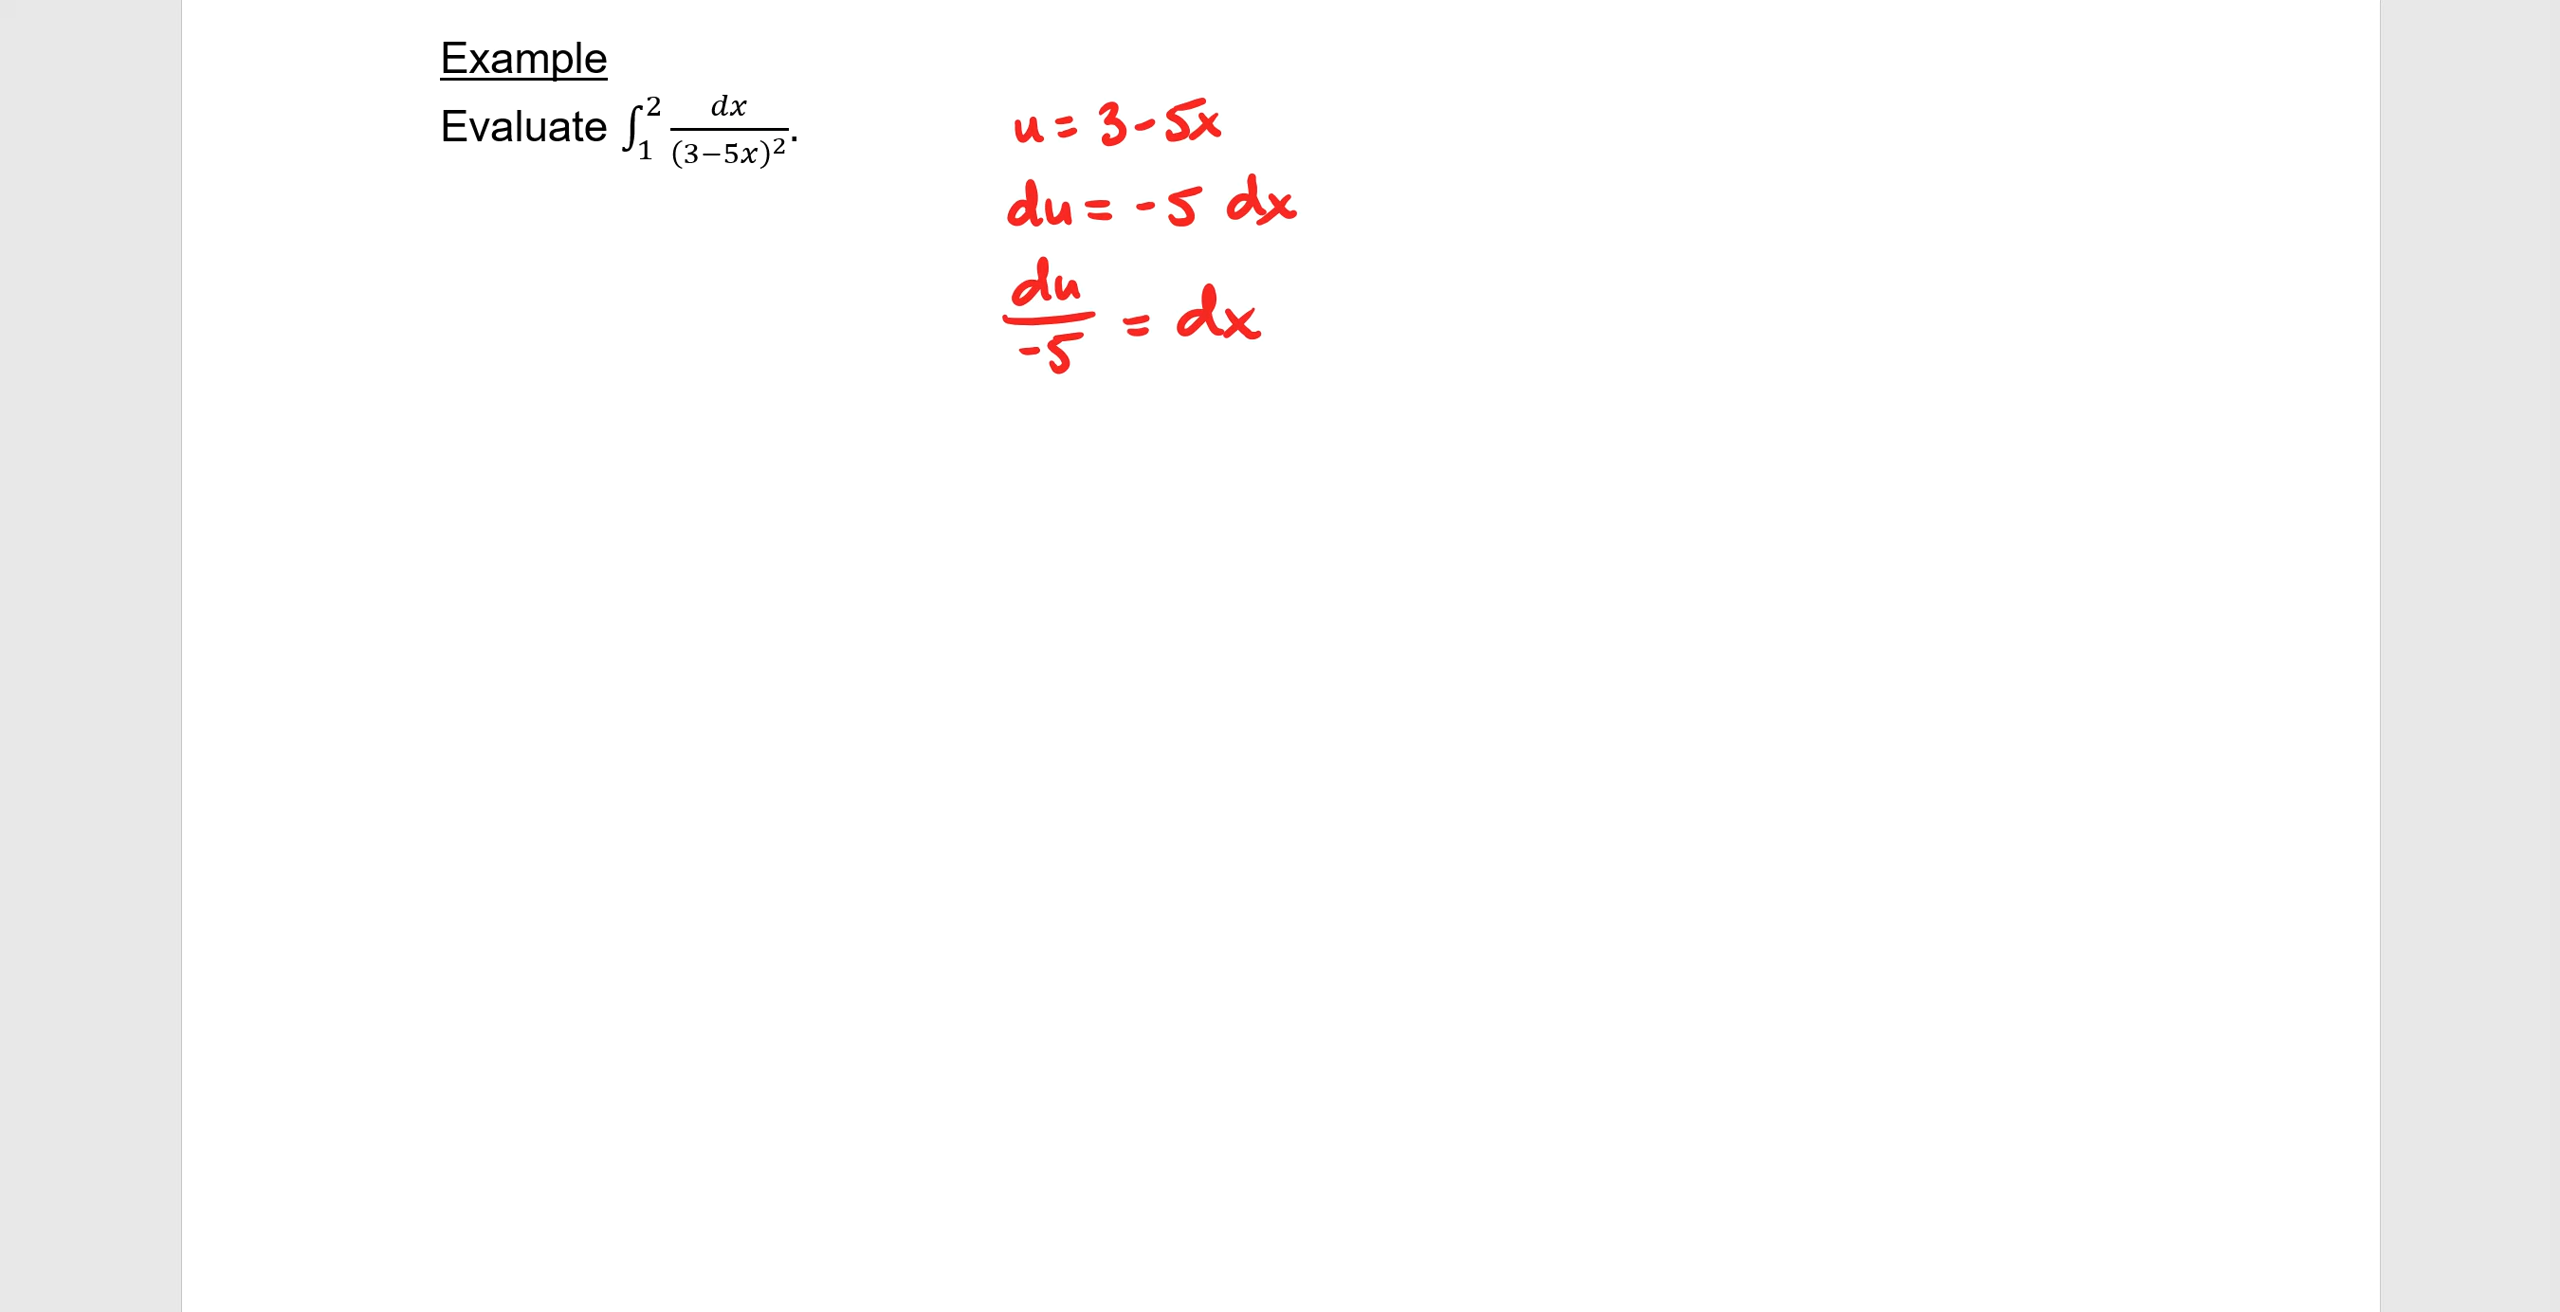 Example
Evaluate ∫₁² dx/(3−5x)².
u = 3 - 5x
du = -5 dx
du/-5 = dx